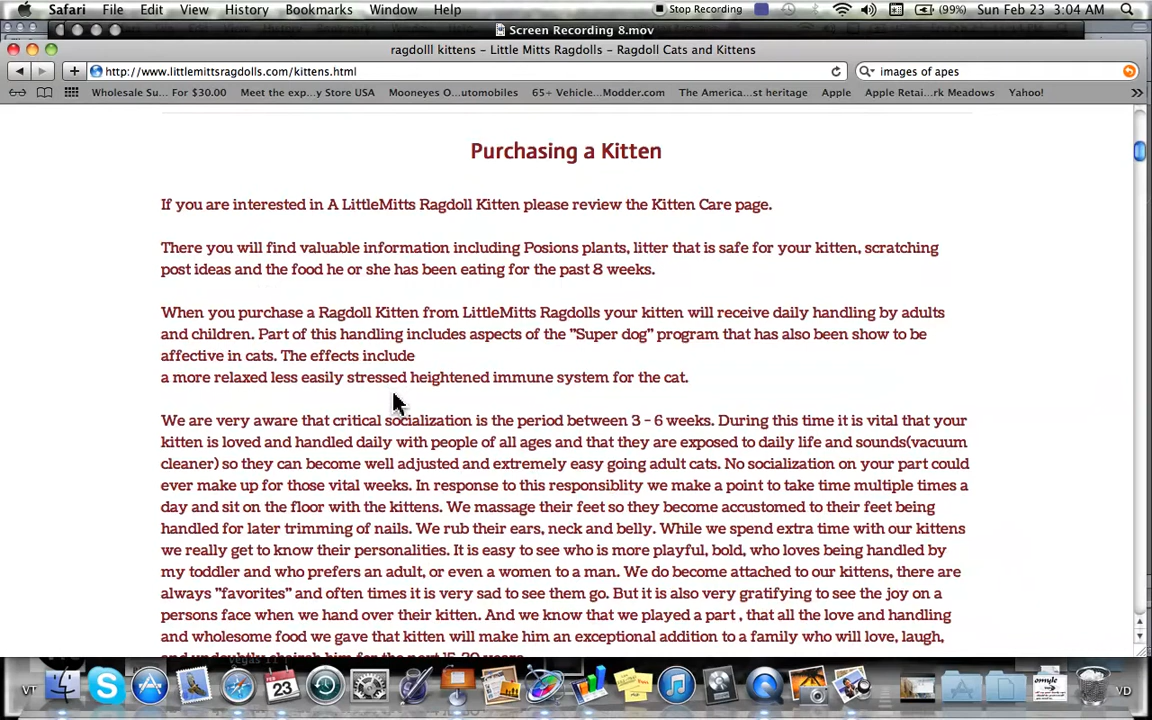 Safari File Edit View History Bookmarks Window Help Stop Recording (99%) Sun Feb 23 3:04 AM
Screen Recording 8.mov
ragdolll kittens – Little Mitts Ragdolls – Ragdoll Cats and Kittens
http://www.littlemittsragdolls.com/kittens.html images of apes
Wholesale Su... For $30.00 Meet the exp...y Store USA Mooneyes O...utomobiles 65+ Vehicle...Modder.com The America...st heritage Apple Apple Retai...rk Meadows Yahoo!
Purchasing a Kitten
If you are interested in A LittleMitts Ragdoll Kitten please review the Kitten Care page.
There you will find valuable information including Posions plants, litter that is safe for your kitten, scratching
post ideas and the food he or she has been eating for the past 8 weeks.
When you purchase a Ragdoll Kitten from LittleMitts Ragdolls your kitten will receive daily handling by adults
and children. Part of this handling includes aspects of the "Super dog" program that has also been show to be
affective in cats. The effects include
a more relaxed less easily stressed heightened immune system for the cat.
We are very aware that critical socialization is the period between 3 - 6 weeks. During this time it is vital that your
kitten is loved and handled daily with people of all ages and that they are exposed to daily life and sounds(vacuum
cleaner) so they can become well adjusted and extremely easy going adult cats. No socialization on your part could
ever make up for those vital weeks. In response to this responsiblity we make a point to take time multiple times a
day and sit on the floor with the kittens. We massage their feet so they become accustomed to their feet being
handled for later trimming of nails. We rub their ears, neck and belly. While we spend extra time with our kittens
we really get to know their personalities. It is easy to see who is more playful, bold, who loves being handled by
my toddler and who prefers an adult, or even a women to a man. We do become attached to our kittens, there are
always "favorites" and often times it is very sad to see them go. But it is also very gratifying to see the joy on a
persons face when we hand over their kitten. And we know that we played a part , that all the love and handling
and wholesome food we gave that kitten will make him an exceptional addition to a family who will love, laugh,
VT 23 VD